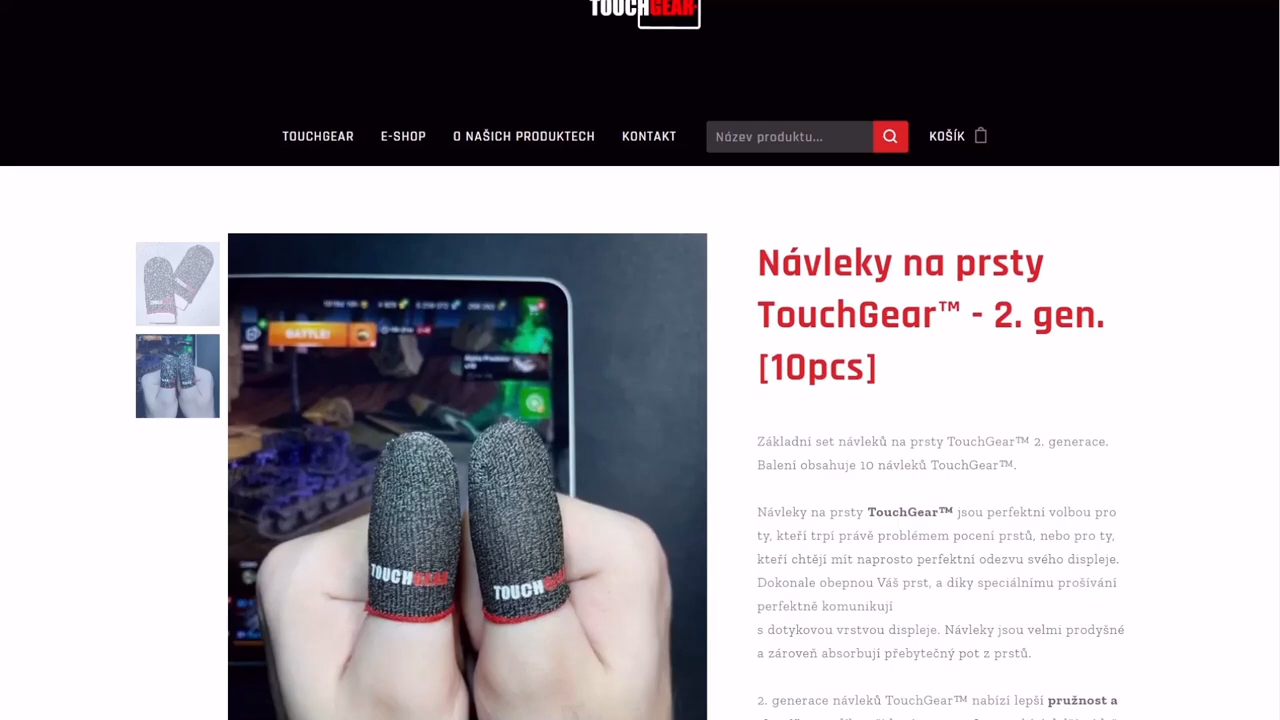 TOUCHGEAR
TOUCHGEAR
E-SHOP
O NAŠICH PRODUKTECH
KONTAKT
Název produktu...
KOŠÍK
BATTLE!
TOUCHGEAR
TOUCHGEAR
Návleky na prsty
TouchGear™ - 2. gen.
[10pcs]
Základní set návleků na prsty TouchGear™ 2. generace.
Balení obsahuje 10 návleků TouchGear™.
Návleky na prsty TouchGear™ jsou perfektní volbou pro
ty, kteří trpí právě problémem pocení prstů, nebo pro ty,
kteří chtějí mít naprosto perfektní odezvu svého displeje.
Dokonale obepnou Váš prst, a díky speciálnímu prošívání
perfektně komunikují
s dotykovou vrstvou displeje. Návleky jsou velmi prodyšné
a zároveň absorbují přebytečný pot z prstů.
2. generace návleků TouchGear™ nabízí lepší pružnost a